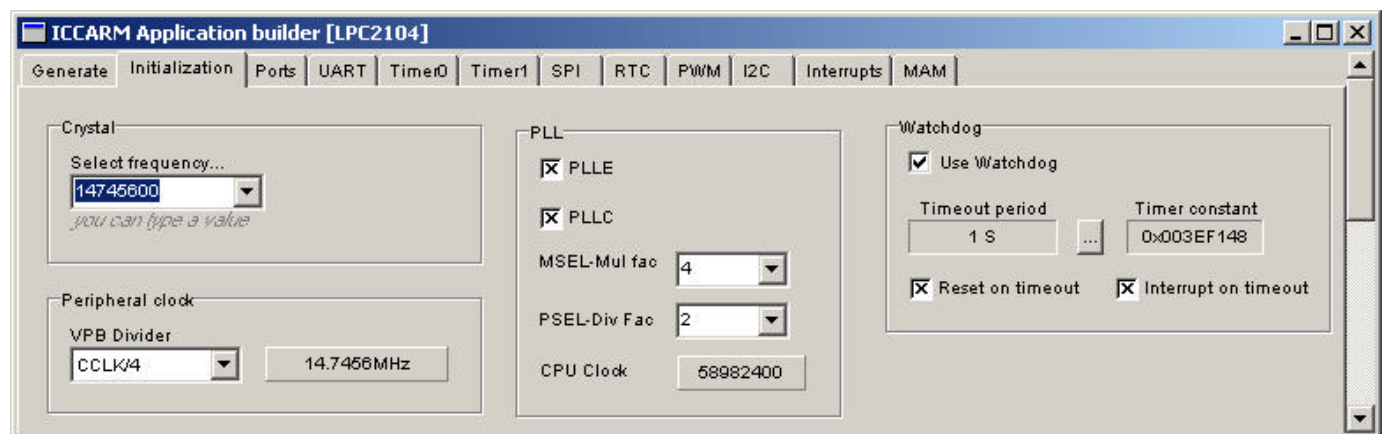 ICCARM Application builder [LPC2104]
Generate Initialization Ports UART Timer0 Timer1 SPI RTC PWM I2C Interrupts MAM
Crystal
Select frequency...
14745600
you can type a value
Peripheral clock
VPB Divider
CCLK/4 14.7456MHz
PLL
PLLE
PLLC
MSEL-Mul fac 4
PSEL-Div Fac 2
CPU Clock 58982400
Watchdog
Use Watchdog
Timeout period Timer constant
1 S ... 0x003EF148
Reset on timeout Interrupt on timeout